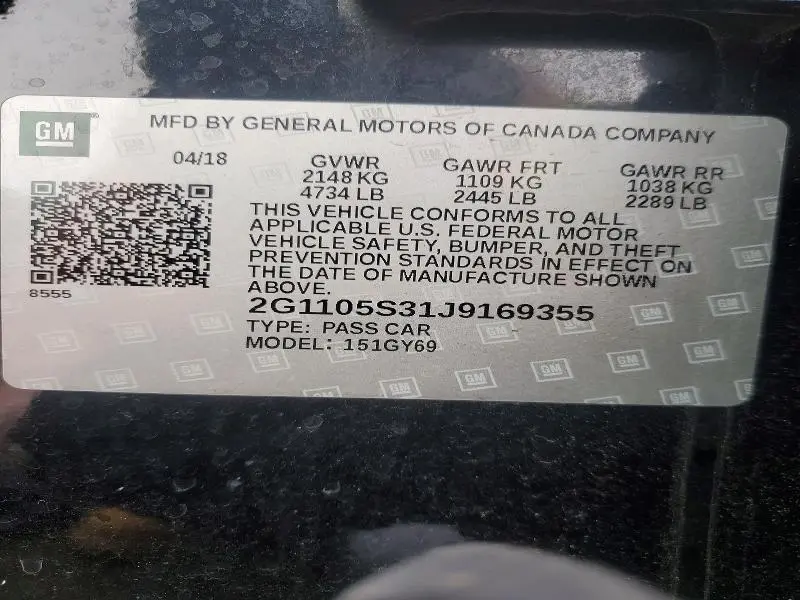 GM
MFD BY GENERAL MOTORS OF CANADA COMPANY
04/18 GVWR GAWR FRT GAWR RR
2148 KG 1109 KG 1038 KG
4734 LB 2445 LB 2289 LB
THIS VEHICLE CONFORMS TO ALL
APPLICABLE U.S. FEDERAL MOTOR
VEHICLE SAFETY, BUMPER, AND THEFT
PREVENTION STANDARDS IN EFFECT ON
THE DATE OF MANUFACTURE SHOWN
ABOVE.
8555
2G1105S31J9169355
TYPE: PASS CAR
MODEL: 151GY69